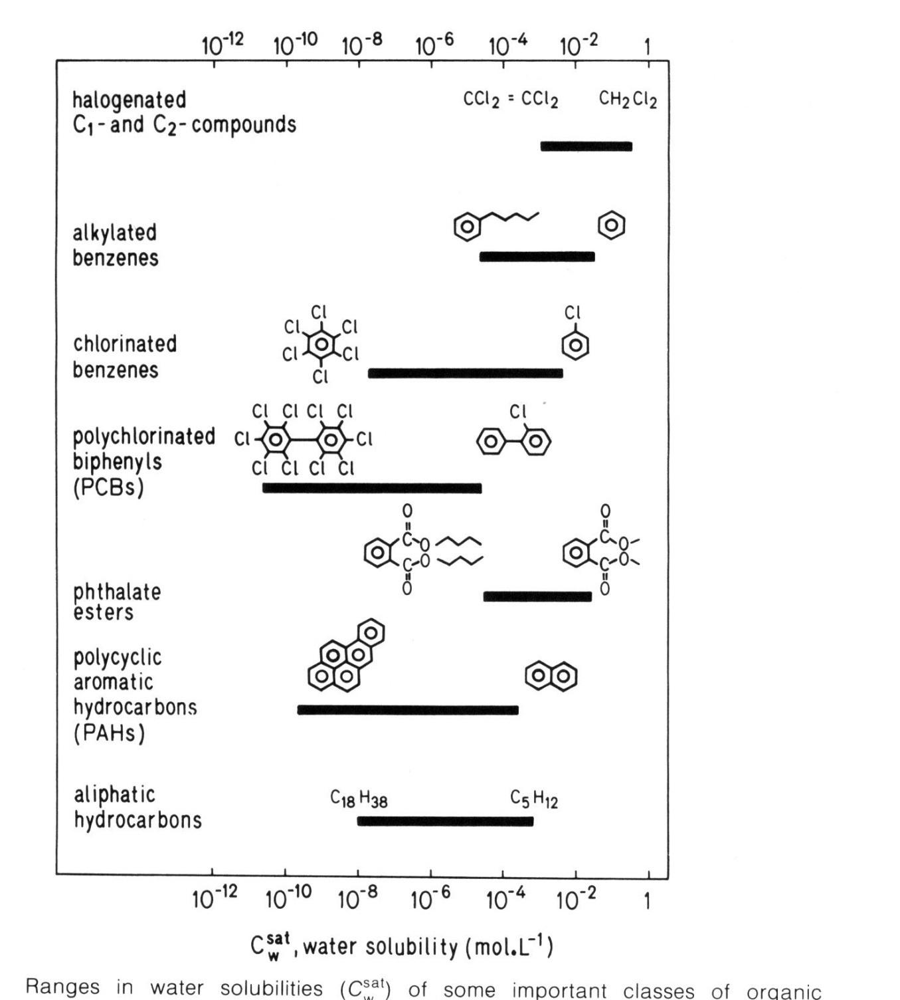 10⁻¹² 10⁻¹⁰ 10⁻⁸ 10⁻⁶ 10⁻⁴ 10⁻² 1
halogenated
C₁- and C₂- compounds
CCl₂ = CCl₂ CH₂Cl₂
alkylated
benzenes
chlorinated
benzenes
Cl
Cl Cl
Cl Cl
Cl
Cl
polychlorinated
biphenyls
(PCBs)
Cl Cl Cl Cl
Cl Cl
Cl Cl Cl Cl
Cl
phthalate
esters
O
C
O
O
C
O
O
C
O
O
C
O
polycyclic
aromatic
hydrocarbons
(PAHs)
aliphatic
hydrocarbons
C₁₈H₃₈ C₅H₁₂
10⁻¹² 10⁻¹⁰ 10⁻⁸ 10⁻⁶ 10⁻⁴ 10⁻² 1
C_w^sat, water solubility (mol.L⁻¹)
Ranges in water solubilities (C_w^sat) of some important classes of organic